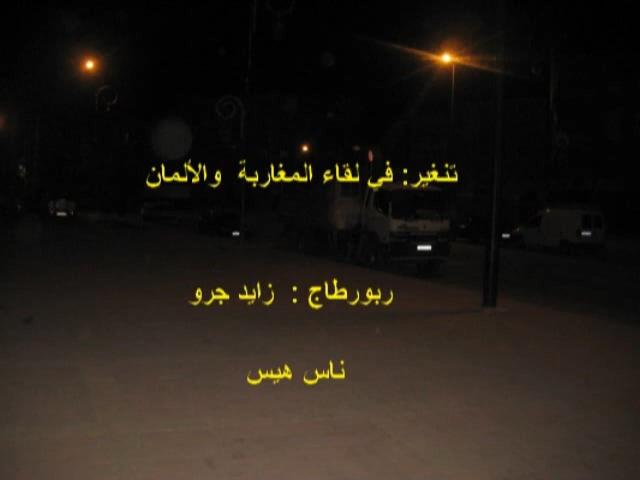 تنغير: في لقاء المغاربة والألمان
ربورطاج : زايد جرو
ناس هيس